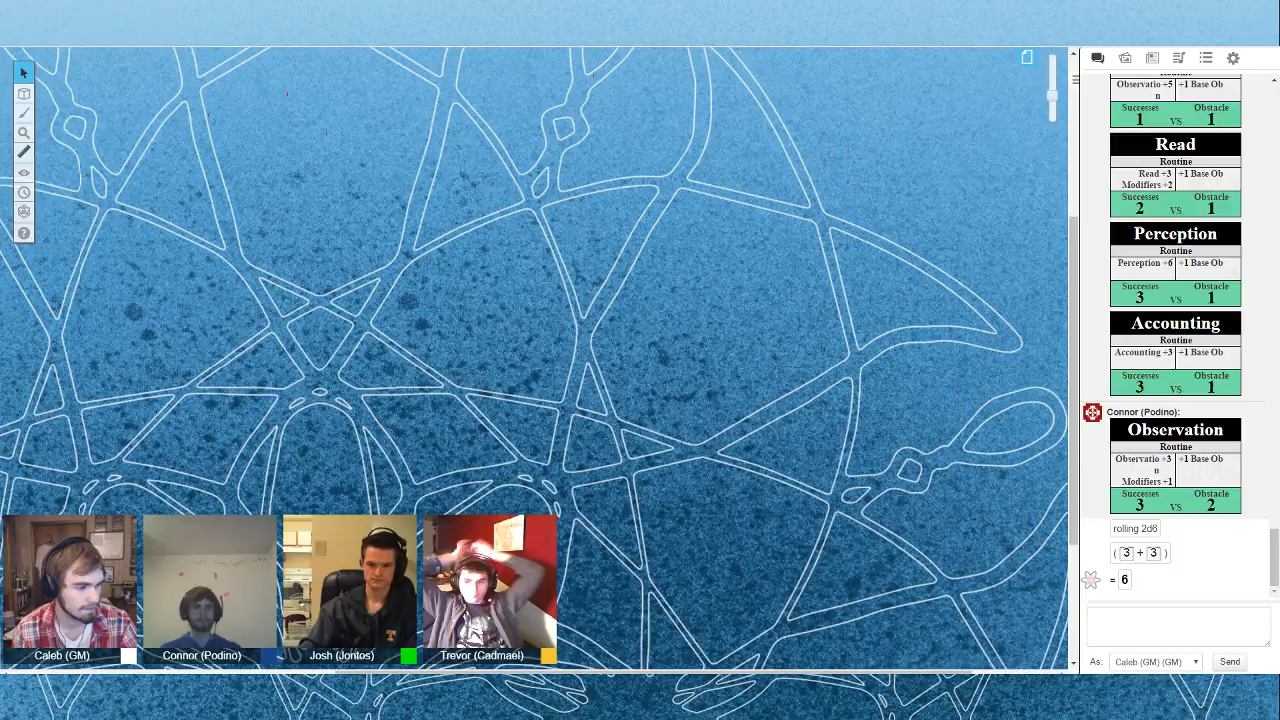 Routine
Observatio +5
n
+1 Base Ob
Successes
1
VS
Obstacle
1
Read
Routine
Read +3
Modifiers +2
+1 Base Ob
Successes
2
VS
Obstacle
1
Perception
Routine
Perception +6
+1 Base Ob
Successes
3
VS
Obstacle
1
Accounting
Routine
Accounting +3
+1 Base Ob
Successes
3
VS
Obstacle
1
Connor (Podino):
Observation
Routine
Observatio +3
n
Modifiers +1
+1 Base Ob
Successes
3
VS
Obstacle
2
rolling 2d6
( 3 + 3 )
= 6
As: Caleb (GM) (GM) Send
Caleb (GM)
Connor (Podino)
Josh (Jontos)
Trevor (Cadmael)